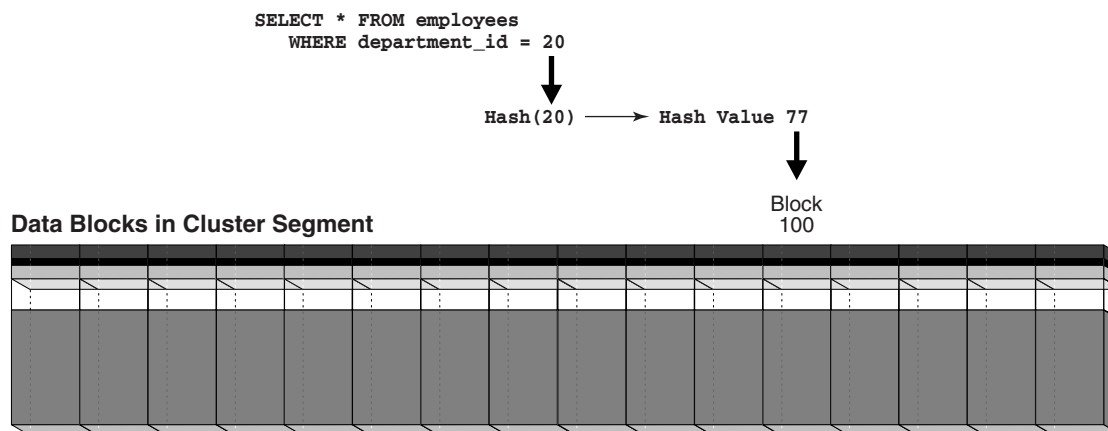 SELECT * FROM employees
WHERE department_id = 20
Hash(20) Hash Value 77
Block
100
Data Blocks in Cluster Segment